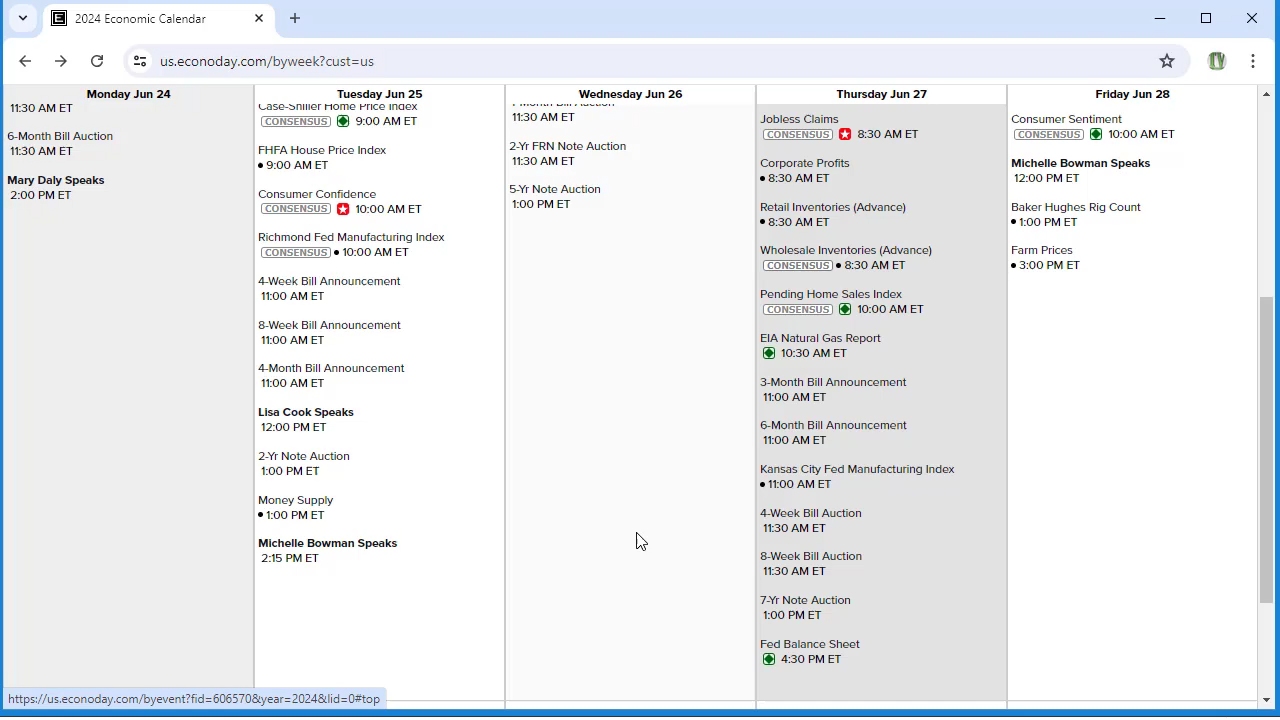 2024 Economic Calendar
us.econoday.com/byweek?cust=us
Monday Jun 24
11:30 AM ET
6-Month Bill Auction
11:30 AM ET
Mary Daly Speaks
2:00 PM ET
Tuesday Jun 25
Case-Shiller Home Price Index
CONSENSUS 9:00 AM ET
FHFA House Price Index
9:00 AM ET
Consumer Confidence
CONSENSUS 10:00 AM ET
Richmond Fed Manufacturing Index
CONSENSUS 10:00 AM ET
4-Week Bill Announcement
11:00 AM ET
8-Week Bill Announcement
11:00 AM ET
4-Month Bill Announcement
11:00 AM ET
Lisa Cook Speaks
12:00 PM ET
2-Yr Note Auction
1:00 PM ET
Money Supply
1:00 PM ET
Michelle Bowman Speaks
2:15 PM ET
Wednesday Jun 26
Month Bill Auction
11:30 AM ET
2-Yr FRN Note Auction
11:30 AM ET
5-Yr Note Auction
1:00 PM ET
Thursday Jun 27
Jobless Claims
CONSENSUS 8:30 AM ET
Corporate Profits
8:30 AM ET
Retail Inventories (Advance)
8:30 AM ET
Wholesale Inventories (Advance)
CONSENSUS 8:30 AM ET
Pending Home Sales Index
CONSENSUS 10:00 AM ET
EIA Natural Gas Report
10:30 AM ET
3-Month Bill Announcement
11:00 AM ET
6-Month Bill Announcement
11:00 AM ET
Kansas City Fed Manufacturing Index
11:00 AM ET
4-Week Bill Auction
11:30 AM ET
8-Week Bill Auction
11:30 AM ET
7-Yr Note Auction
1:00 PM ET
Fed Balance Sheet
4:30 PM ET
Friday Jun 28
Consumer Sentiment
CONSENSUS 10:00 AM ET
Michelle Bowman Speaks
12:00 PM ET
Baker Hughes Rig Count
1:00 PM ET
Farm Prices
3:00 PM ET
https://us.econoday.com/byevent?fid=606570&year=2024&lid=0#top